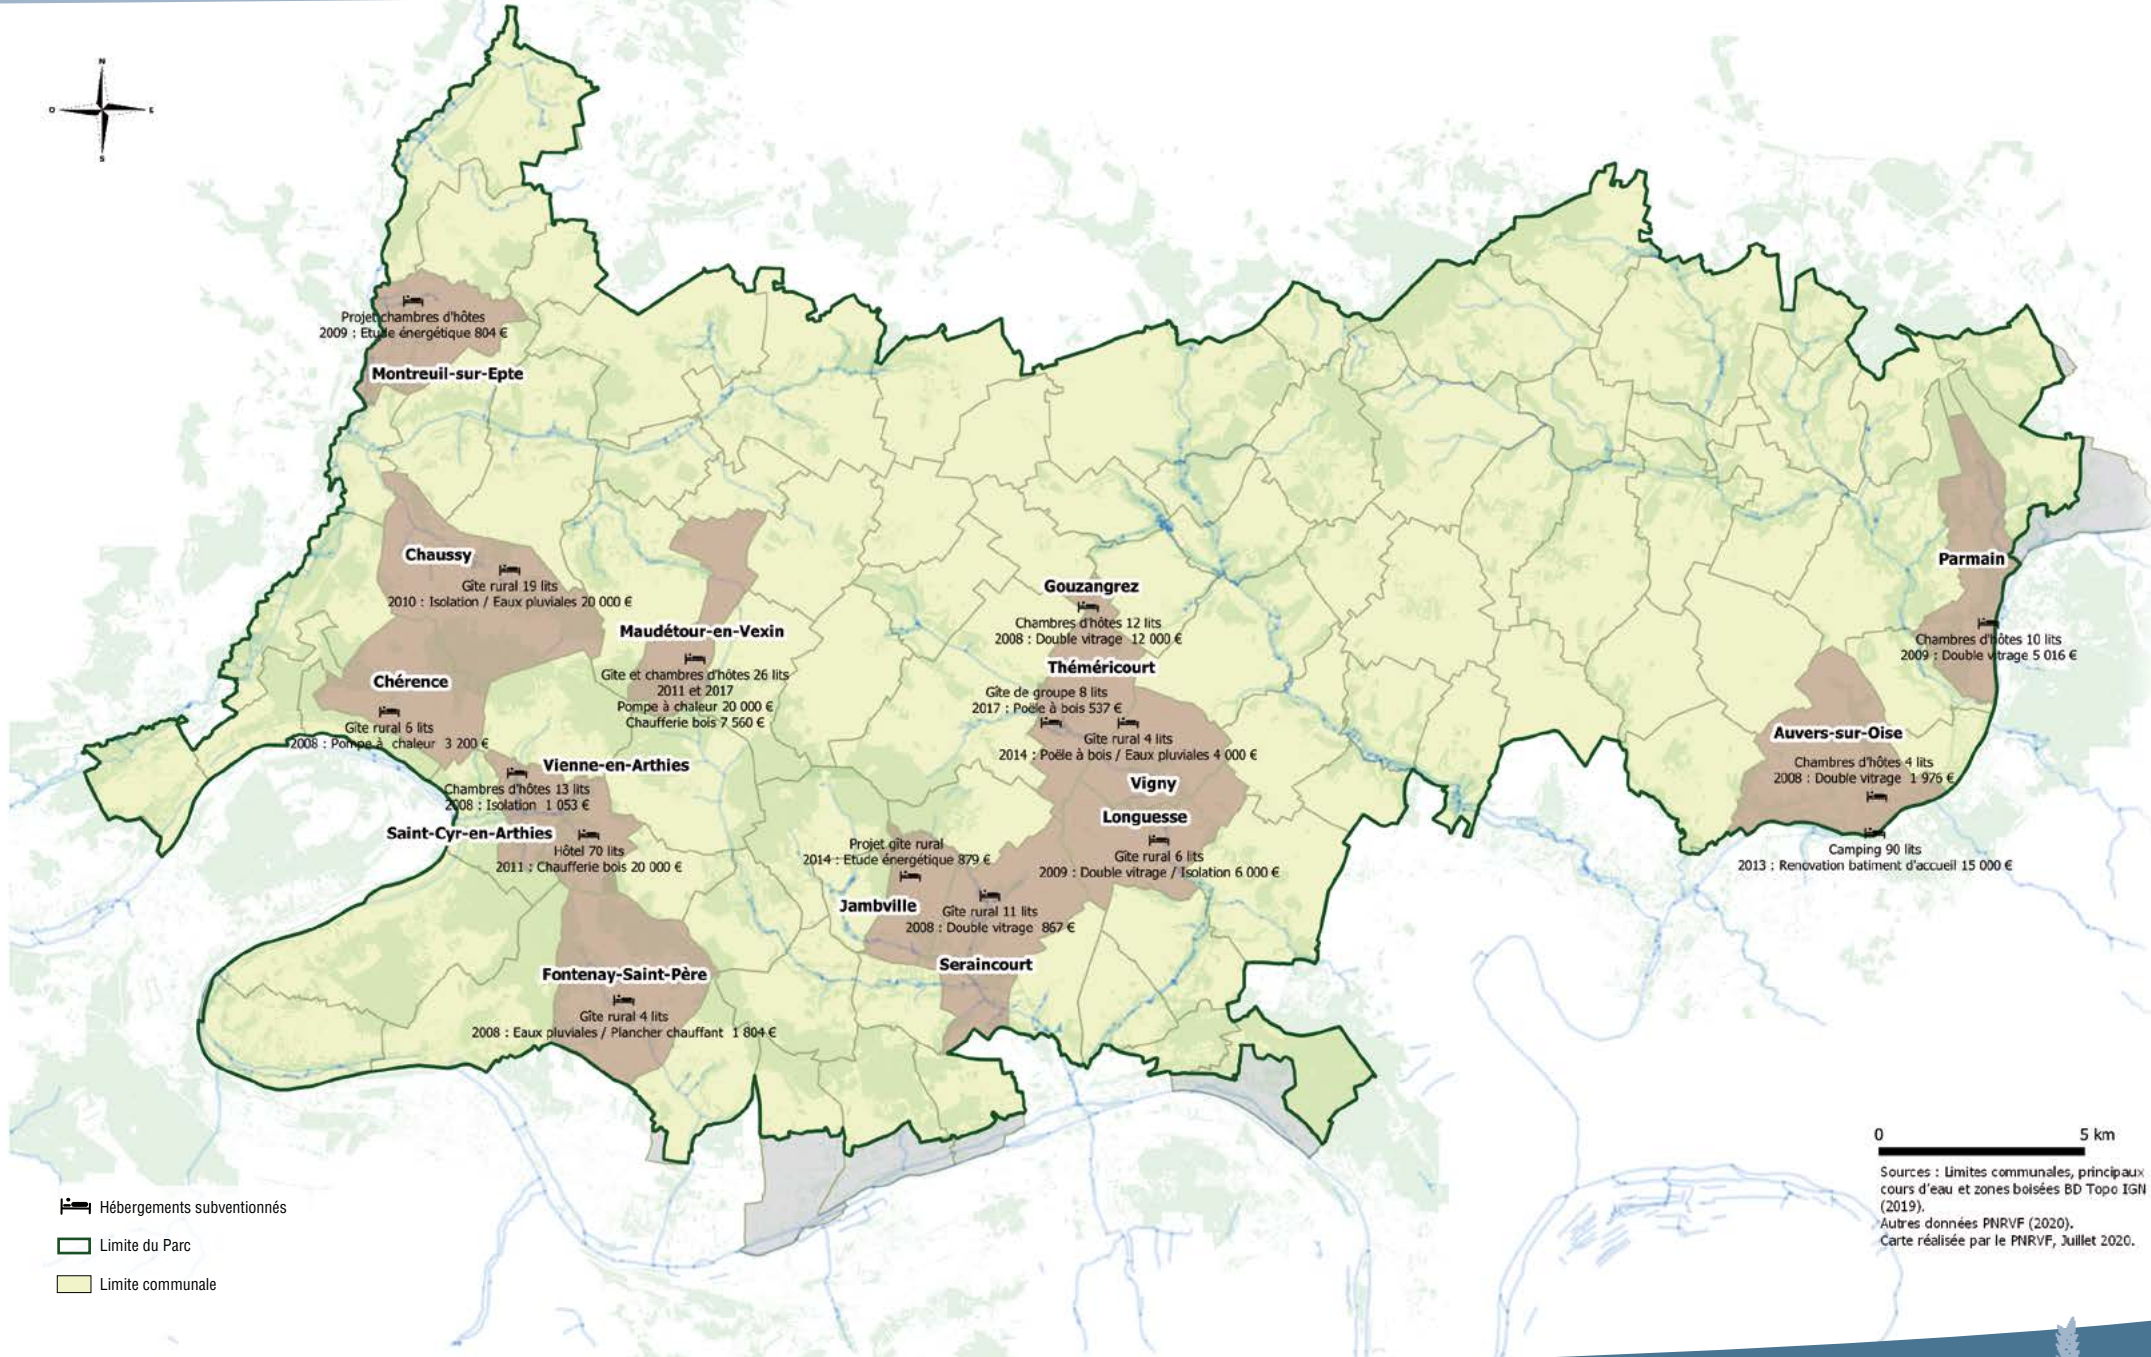 N
O
E
S
Projet chambres d'hôtes
2009 : Etude énergétique 804 €
Montreuil-sur-Epte
Chaussy
Gîte rural 19 lits
2010 : Isolation / Eaux pluviales 20 000 €
Maudétour-en-Vexin
Gîte et chambres d'hôtes 26 lits
2011 et 2017
Pompe à chaleur 20 000 €
Chaufferie bois 7 560 €
Chérence
Gîte rural 6 lits
2008 : Pompe à chaleur 3 200 €
Vienne-en-Arthies
Chambres d'hôtes 13 lits
2008 : Isolation 1 053 €
Saint-Cyr-en-Arthies
Hôtel 70 lits
2011 : Chaufferie bois 20 000 €
Fontenay-Saint-Père
Gîte rural 4 lits
2008 : Eaux pluviales / Plancher chauffant 1 804 €
Gouzangrez
Chambres d'hôtes 12 lits
2008 : Double vitrage 12 000 €
Théméricourt
Gîte de groupe 8 lits
2017 : Poële à bois 537 €
Gîte rural 4 lits
2014 : Poële à bois / Eaux pluviales 4 000 €
Vigny
Longuesse
Gîte rural 6 lits
2009 : Double vitrage / Isolation 6 000 €
Projet gîte rural
2014 : Etude énergétique 879 €
Jambville
Gîte rural 11 lits
2008 : Double vitrage 867 €
Seraincourt
Parmain
Chambres d'hôtes 10 lits
2009 : Double vitrage 5 016 €
Auvers-sur-Oise
Chambres d'hôtes 4 lits
2008 : Double vitrage 1 976 €
Camping 90 lits
2013 : Renovation batiment d'accueil 15 000 €
Hébergements subventionnés
Limite du Parc
Limite communale
0 5 km
Sources : Limites communales, principaux
cours d'eau et zones boisées BD Topo IGN
(2019).
Autres données PNRVF (2020).
Carte réalisée par le PNRVF, Juillet 2020.